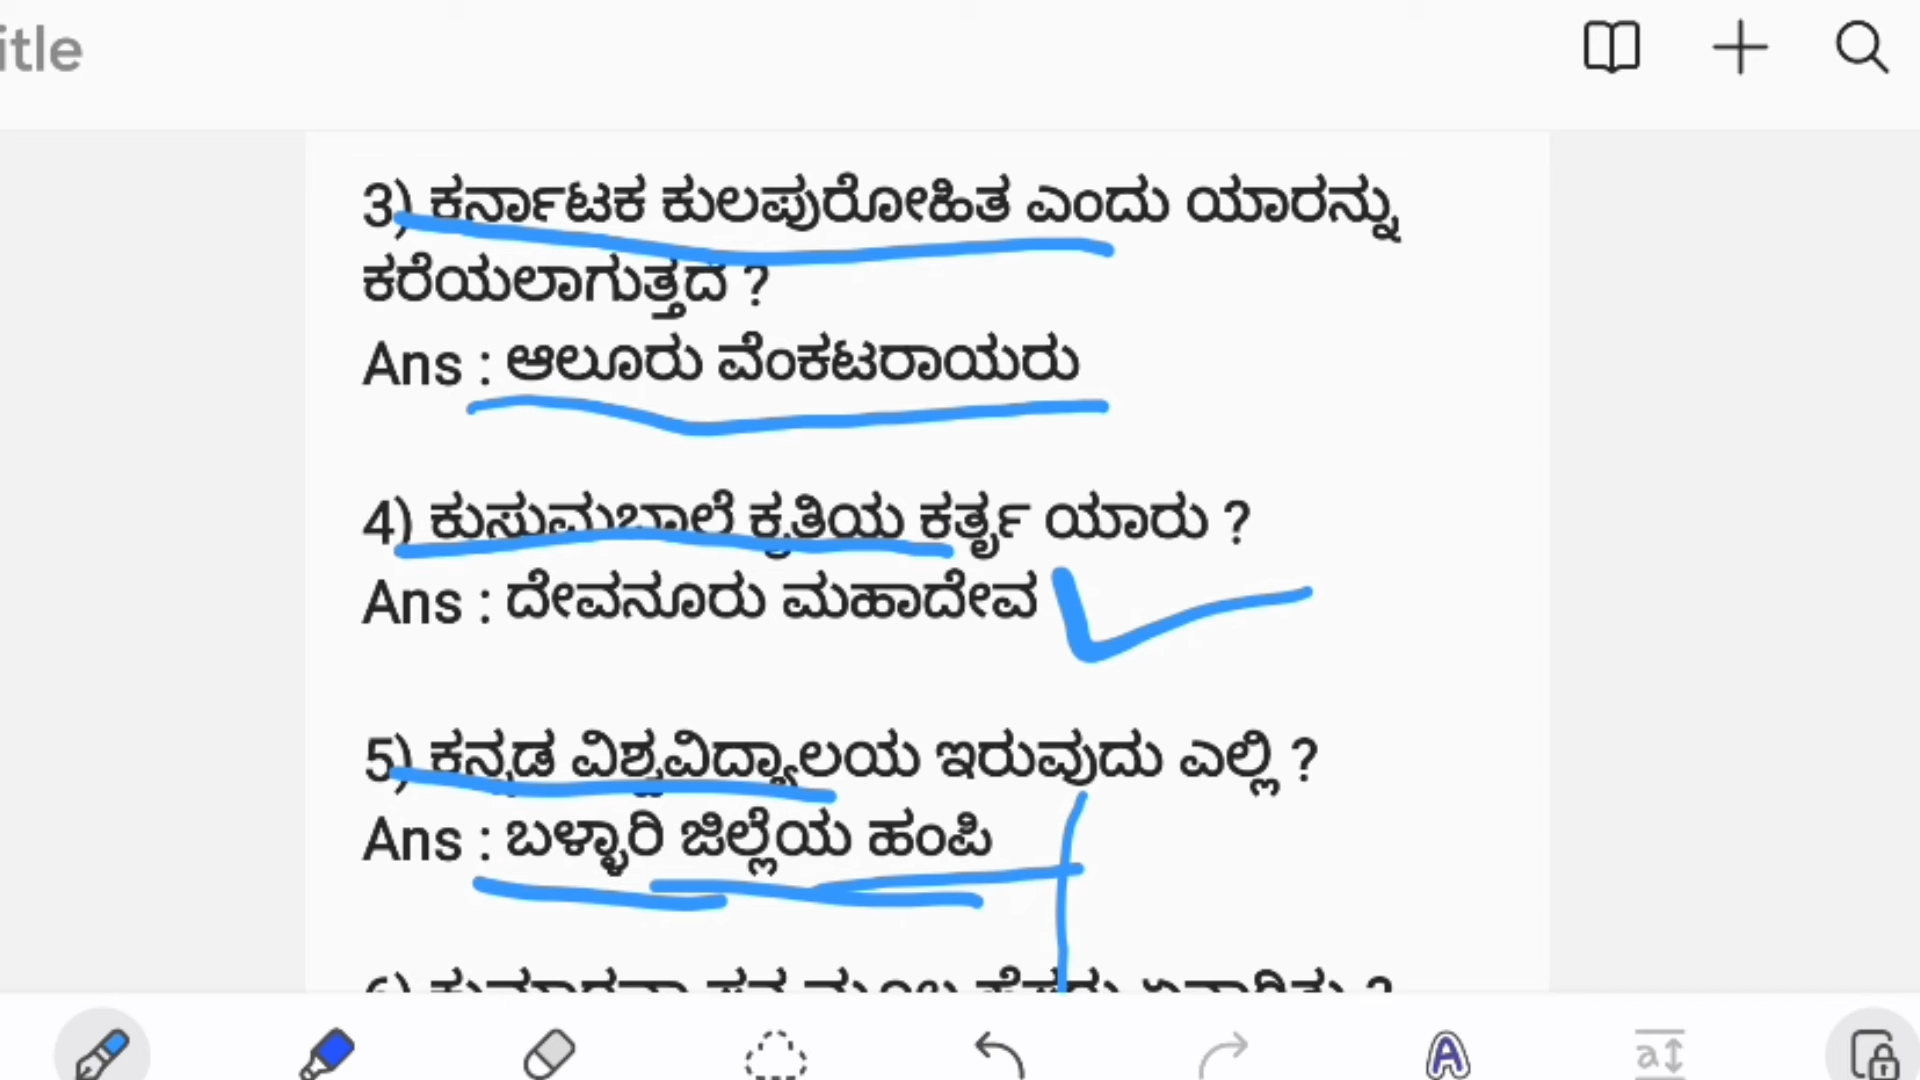 itle
3) ಕರ್ನಾಟಕ ಕುಲಪುರೋಹಿತ ಎಂದು ಯಾರನ್ನು
ಕರೆಯಲಾಗುತ್ತದೆ ?
Ans : ಆಲೂರು ವೆಂಕಟರಾಯರು
4) ಕುಸುಮಬಾಲೆ ಕೃತಿಯ ಕರ್ತೃ ಯಾರು ?
Ans : ದೇವನೂರು ಮಹಾದೇವ
5) ಕನ್ನಡ ವಿಶ್ವವಿದ್ಯಾಲಯ ಇರುವುದು ಎಲ್ಲಿ ?
Ans : ಬಳ್ಳಾರಿ ಜಿಲ್ಲೆಯ ಹಂಪಿ